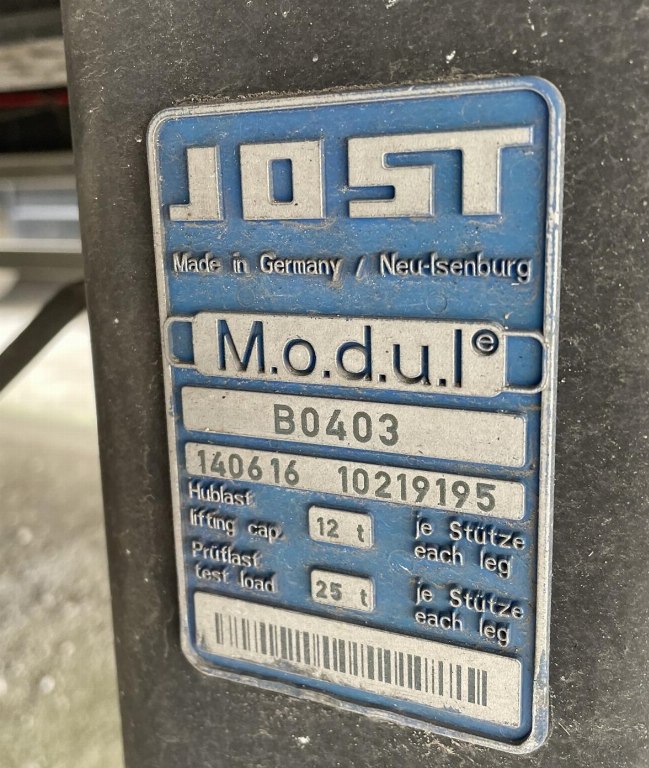 JOST
Made in Germany / Neu-Isenburg
M.o.d.u.l ⓔ
B0403
140616 10219195
Hublast: lifting cap. 12 t je Stütze each leg
Prüflast: test load 25 t je Stütze each leg